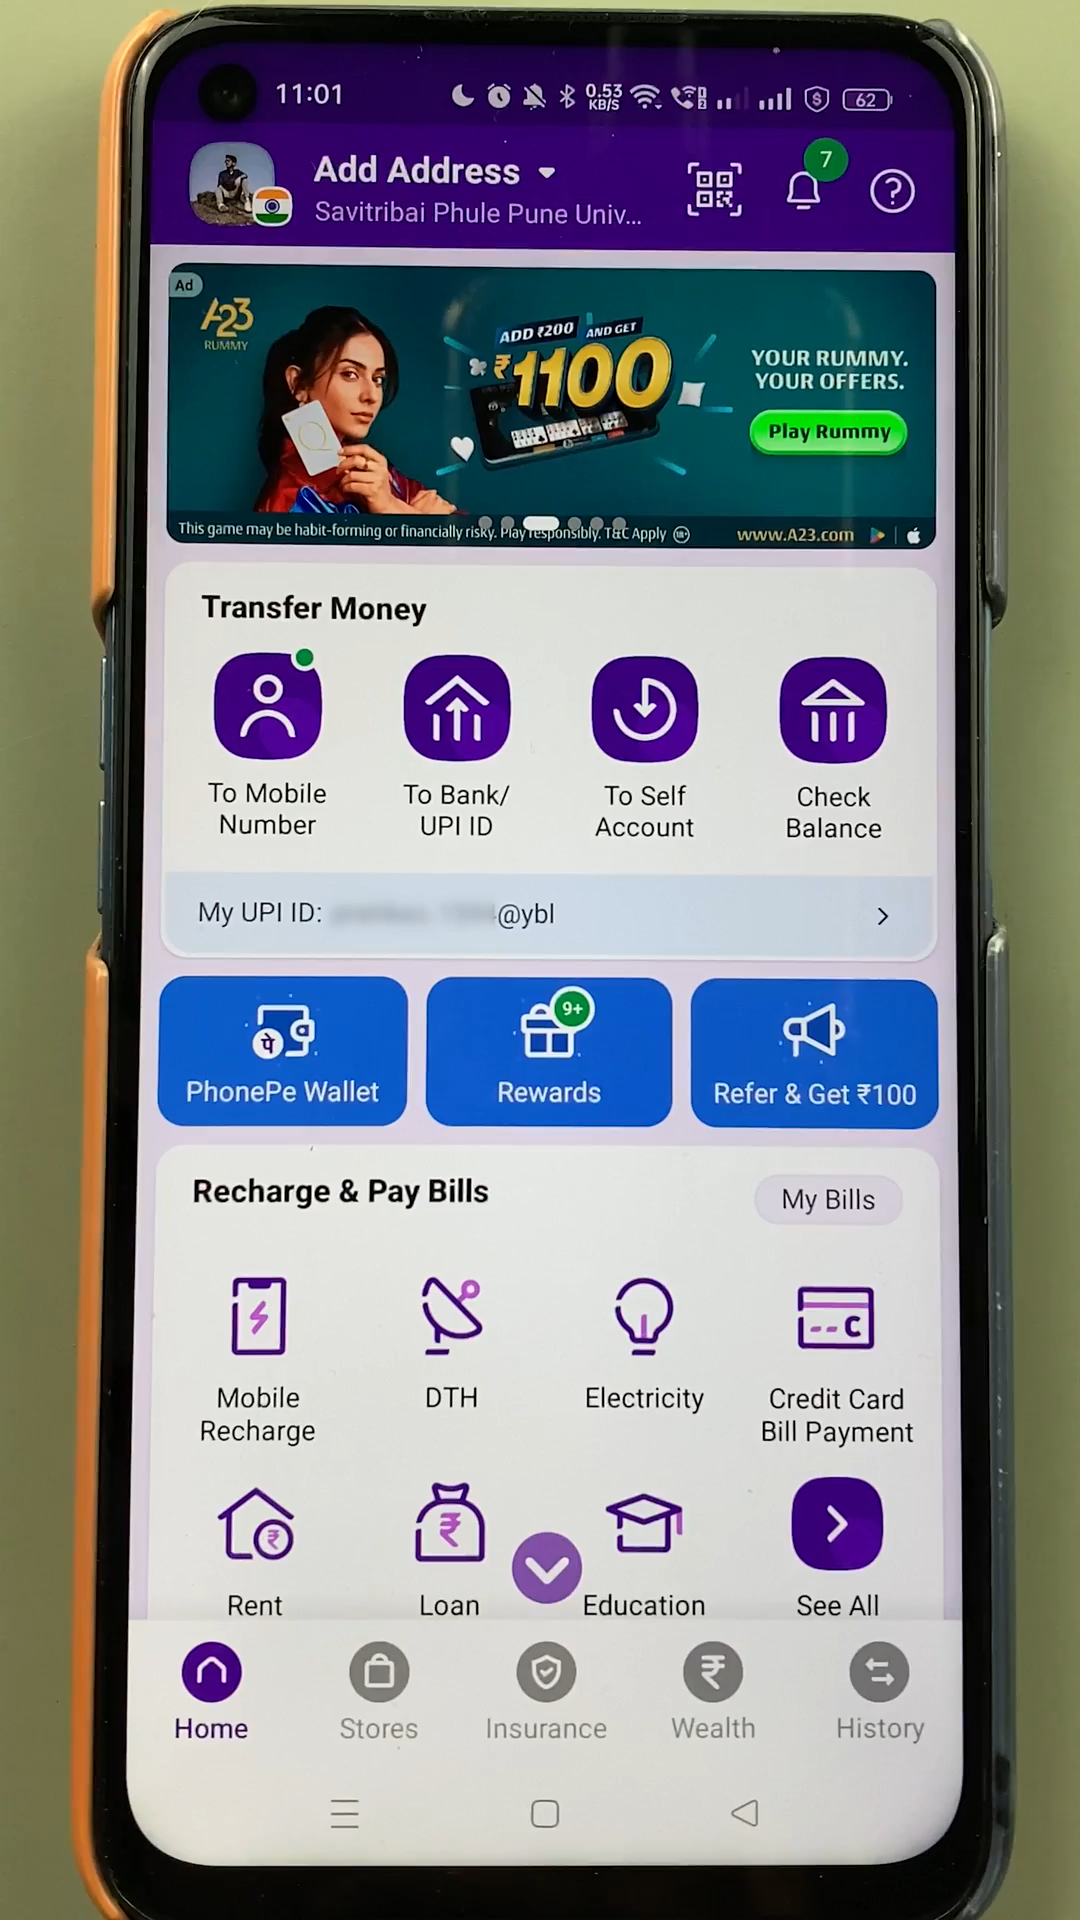 11:01
0.53
KB/S
62
Add Address
Savitribai Phule Pune Univ...
7
Ad
A23
RUMMY
ADD ₹200 AND GET
₹1100
YOUR RUMMY.
YOUR OFFERS.
Play Rummy
This game may be habit-forming or financially risky. Play responsibly. T&C Apply 18+
www.A23.com
Transfer Money
To Mobile
Number
To Bank/
UPI ID
To Self
Account
Check
Balance
My UPI ID: @ybl
पे
PhonePe Wallet
9+
Rewards
Refer & Get ₹100
Recharge & Pay Bills
My Bills
Mobile
Recharge
DTH
Electricity
Credit Card
Bill Payment
Rent
Loan
Education
See All
Home
Stores
Insurance
Wealth
History